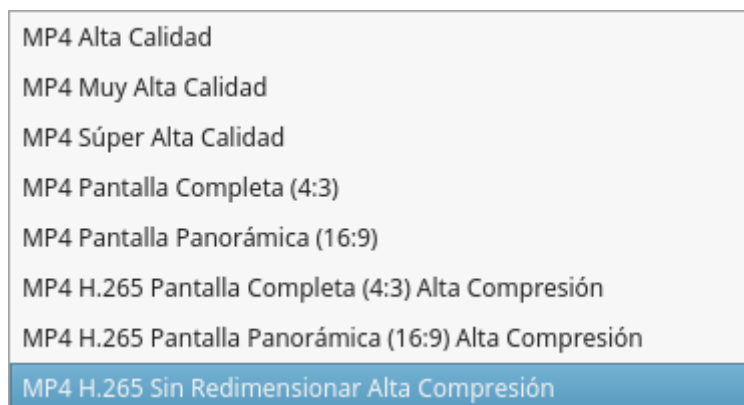 MP4 Alta Calidad
MP4 Muy Alta Calidad
MP4 Súper Alta Calidad
MP4 Pantalla Completa (4:3)
MP4 Pantalla Panorámica (16:9)
MP4 H.265 Pantalla Completa (4:3) Alta Compresión
MP4 H.265 Pantalla Panorámica (16:9) Alta Compresión
MP4 H.265 Sin Redimensionar Alta Compresión